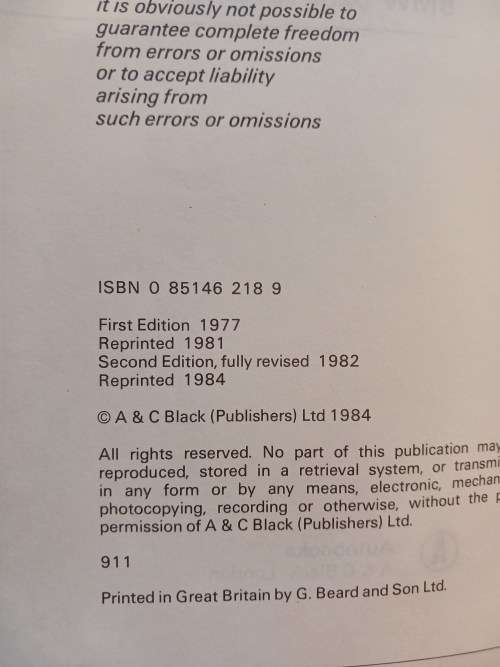 it is obviously not possible to
guarantee complete freedom
from errors or omissions
or to accept liability
arising from
such errors or omissions
ISBN 0 85146 218 9
First Edition 1977
Reprinted 1981
Second Edition, fully revised 1982
Reprinted 1984
© A & C Black (Publishers) Ltd 1984
All rights reserved. No part of this publication may
reproduced, stored in a retrieval system, or transmi
in any form or by any means, electronic, mechan
photocopying, recording or otherwise, without the p
permission of A & C Black (Publishers) Ltd.
911
Printed in Great Britain by G. Beard and Son Ltd.